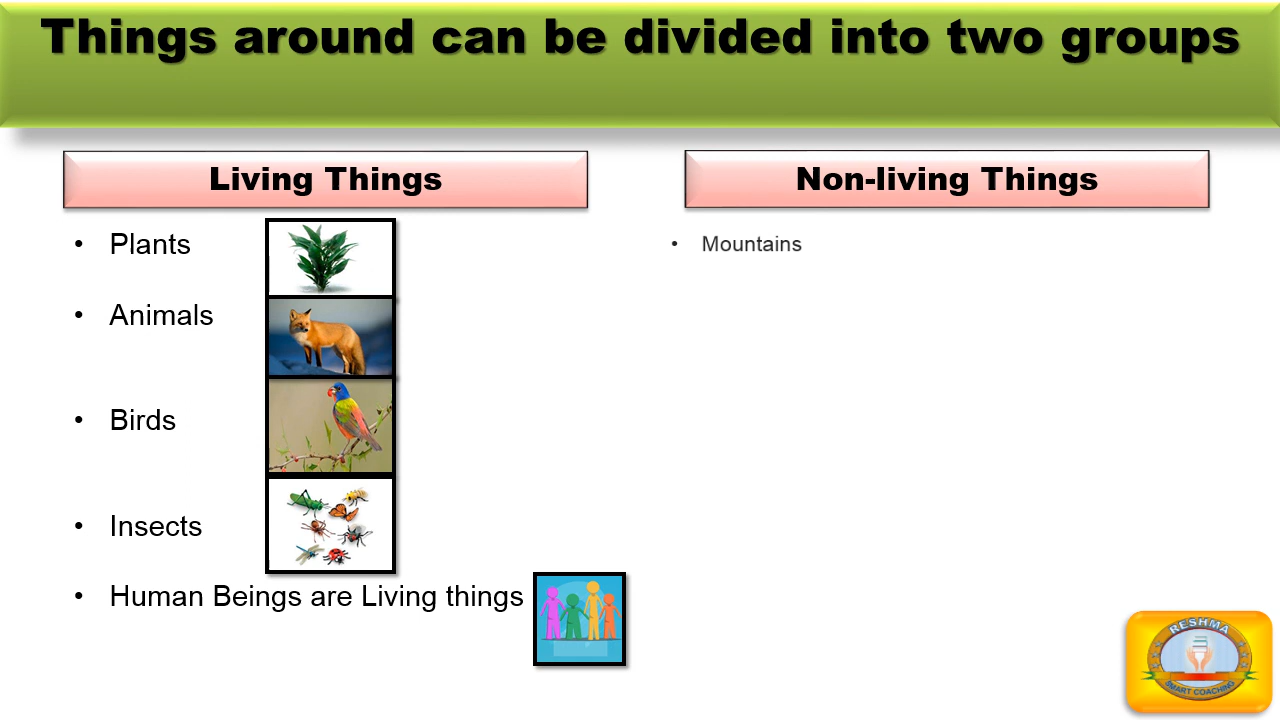 Things around can be divided into two groups
Living Things
• Plants
• Animals
• Birds
• Insects
• Human Beings are Living things
Non-living Things
• Mountains
RESHMA
SMART COACHING